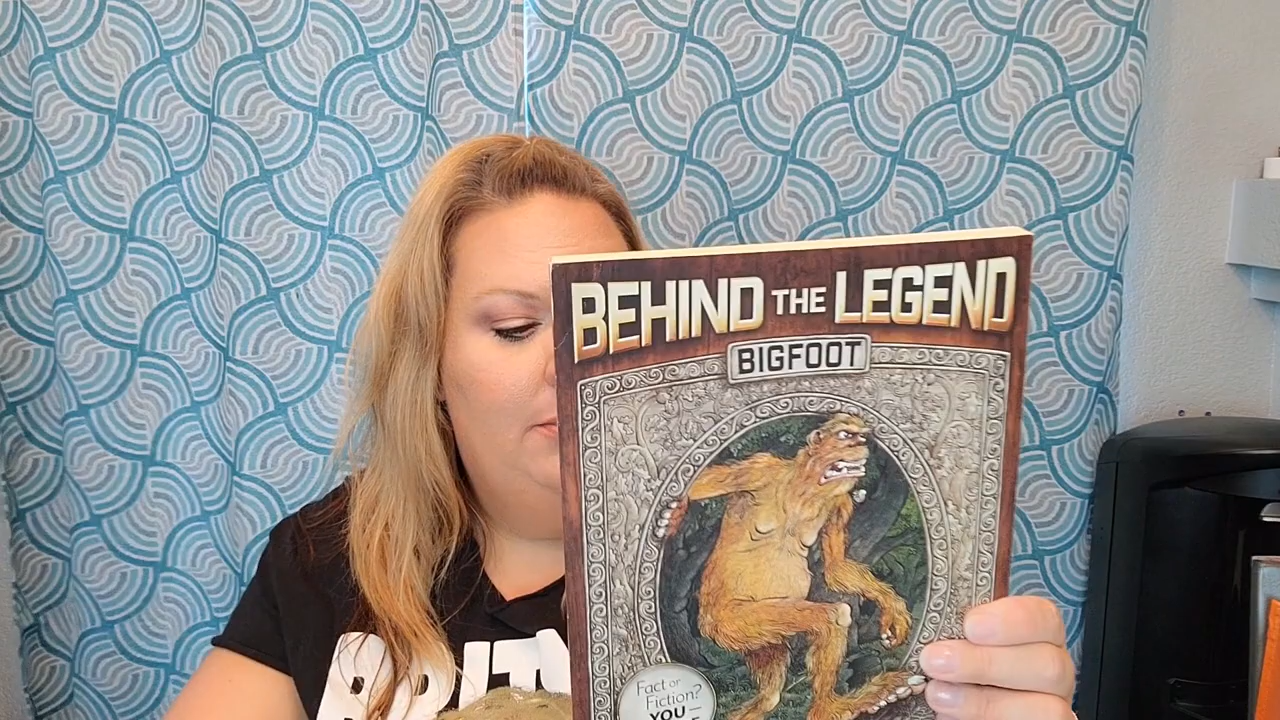 BEHIND THE LEGEND
BIGFOOT
Fact or
Fiction?
YOU—